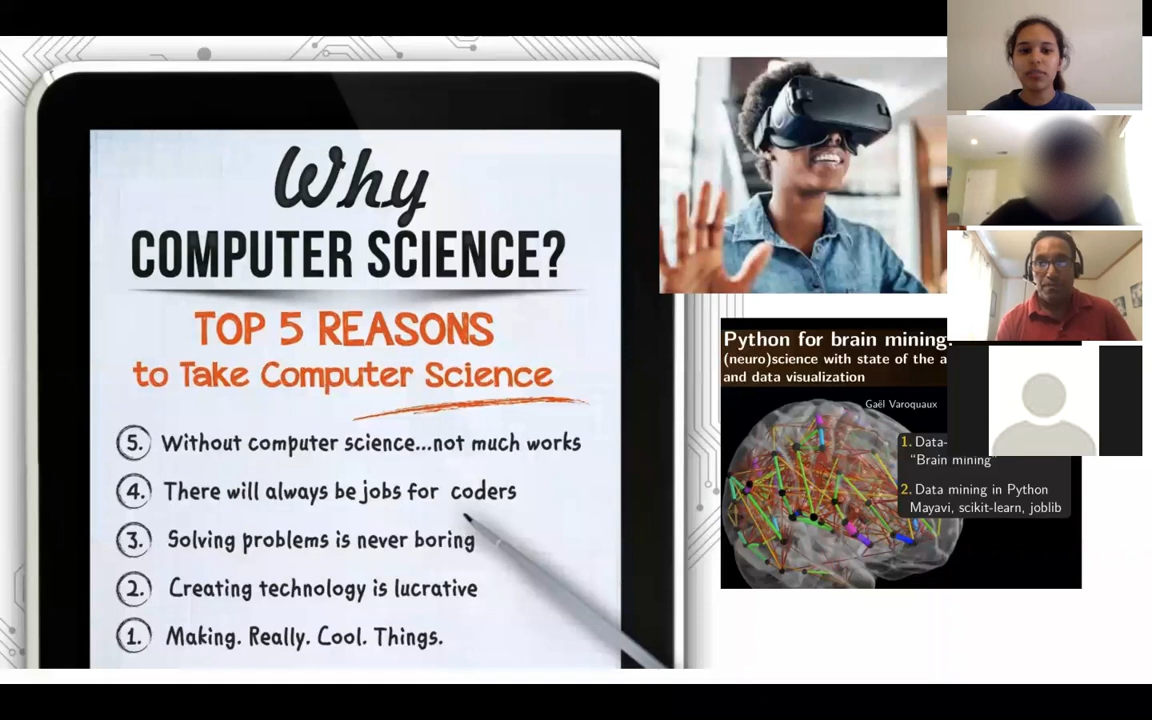 Why
COMPUTER SCIENCE?
TOP 5 REASONS
to Take Computer Science
5. Without computer science...not much works
4. There will always be jobs for coders
3. Solving problems is never boring
2. Creating technology is lucrative
1. Making. Really. Cool. Things.
Python for brain mining:
(neuro)science with state of the a
and data visualization
Gaël Varoquaux
1. Data-
"Brain mining"
2. Data mining in Python
Mayavi, scikit-learn, joblib